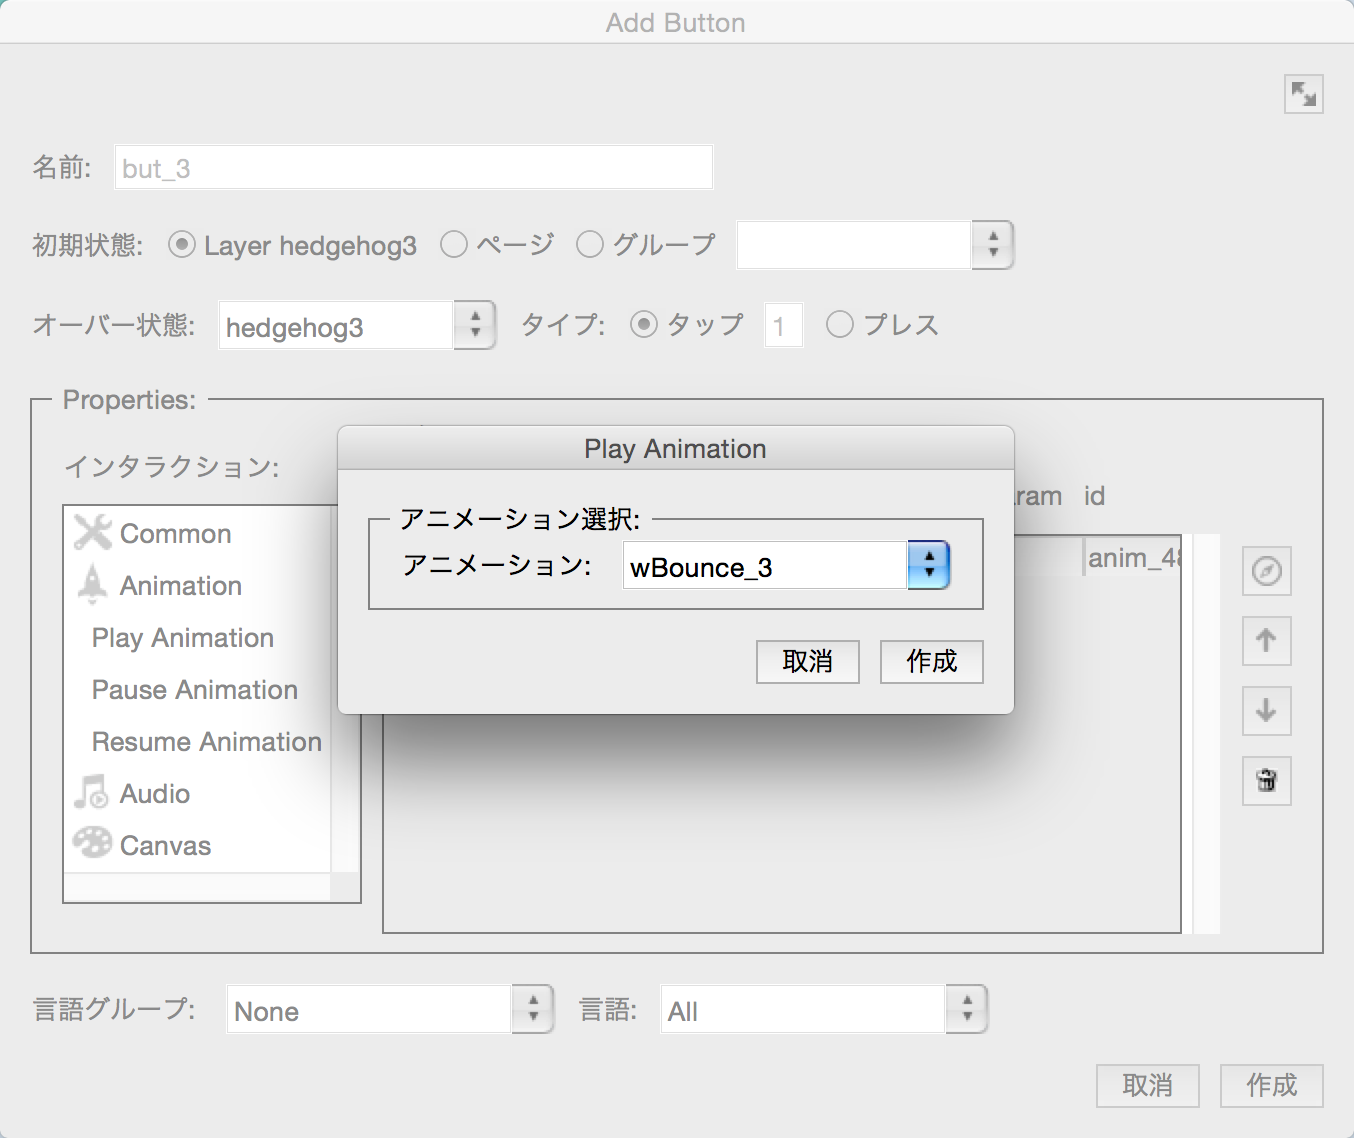 Add Button
名前: but_3
初期状態: Layer hedgehog3 ページ グループ
オーバー状態: hedgehog3 タイプ: タップ 1 プレス
Properties:
インタラクション:
id
Common
Animation
Play Animation
Pause Animation
Resume Animation
Audio
Canvas
Play Animation
アニメーション選択:
アニメーション: wBounce_3
取消 作成
言語グループ: None 言語: All
取消 作成